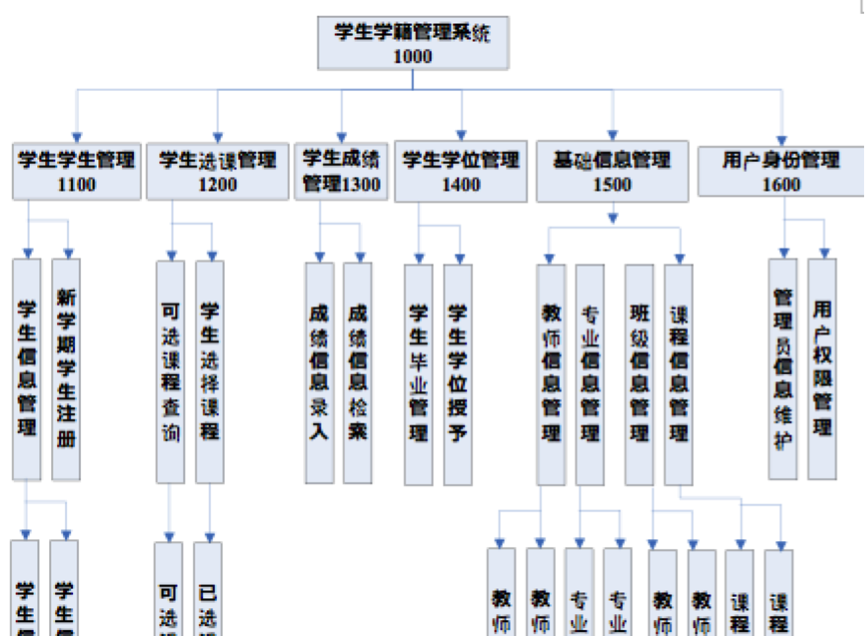 学生学籍管理系统
1000
学生学生管理
1100
学生选课管理
1200
学生成绩
管理1300
学生学位管理
1400
基础信息管理
1500
用户身份管理
1600
学生信息管理
新学期学生注册
可选课程查询
学生选择课程
成绩信息录入
成绩信息检案
学生毕业管理
学生学位授予
教师信息管理
专业信息管理
班级信息管理
课程信息管理
管理员信息维护
用户权限管理
学生信
学生信
可选
已选
教师
教师
专业
专业
教师
教师
课程
课程